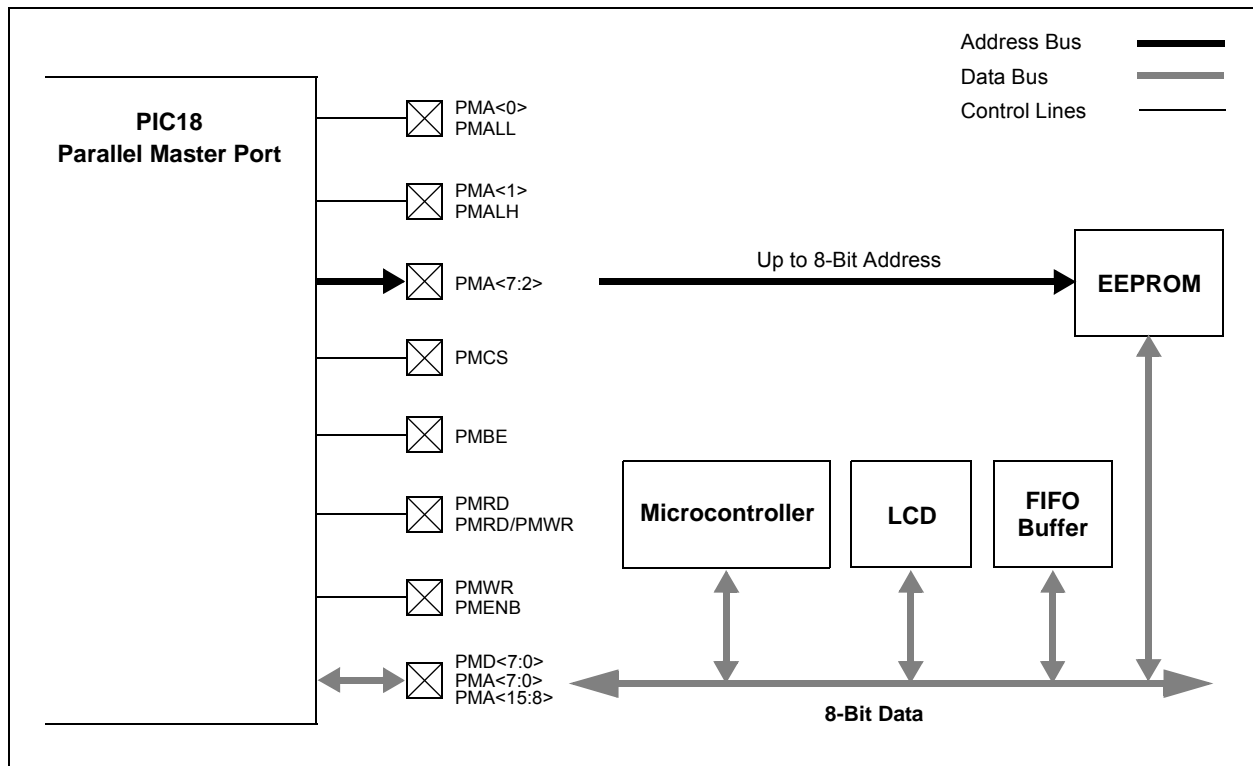 Address Bus
Data Bus
Control Lines
PIC18
Parallel Master Port
PMA<0>
PMALL
PMA<1>
PMALH
PMA<7:2>
Up to 8-Bit Address
EEPROM
PMCS
PMBE
PMRD
PMRD/PMWR
Microcontroller
LCD
FIFO
Buffer
PMWR
PMENB
PMD<7:0>
PMA<7:0>
PMA<15:8>
8-Bit Data